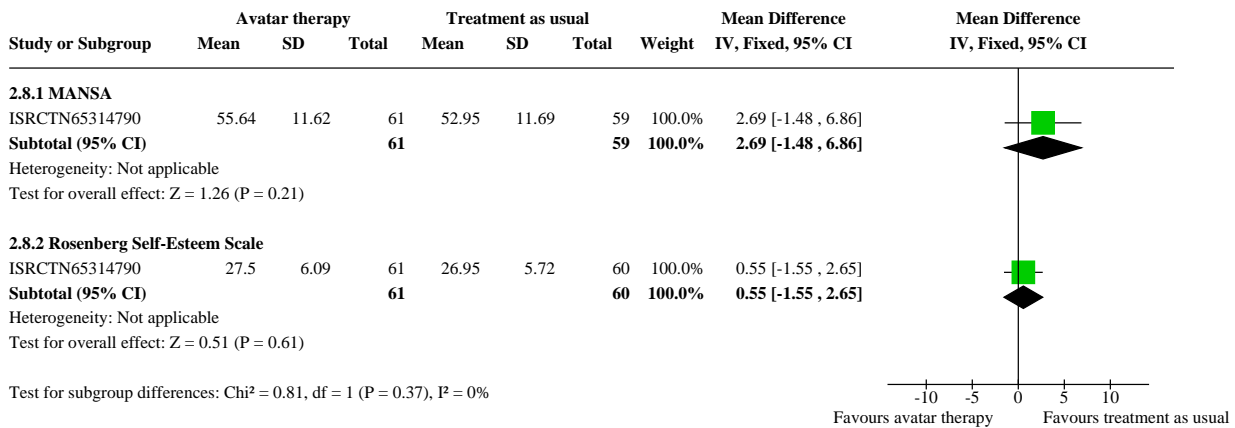 Avatar therapy Treatment as usual Mean Difference Mean Difference
Study or Subgroup Mean SD Total Mean SD Total Weight IV, Fixed, 95% CI IV, Fixed, 95% CI
2.8.1 MANSA
ISRCTN65314790 55.64 11.62 61 52.95 11.69 59 100.0% 2.69 [-1.48 , 6.86]
Subtotal (95% CI) 61 59 100.0% 2.69 [-1.48 , 6.86]
Heterogeneity: Not applicable
Test for overall effect: Z = 1.26 (P = 0.21)
2.8.2 Rosenberg Self-Esteem Scale
ISRCTN65314790 27.5 6.09 61 26.95 5.72 60 100.0% 0.55 [-1.55 , 2.65]
Subtotal (95% CI) 61 60 100.0% 0.55 [-1.55 , 2.65]
Heterogeneity: Not applicable
Test for overall effect: Z = 0.51 (P = 0.61)
Test for subgroup differences: Chi² = 0.81, df = 1 (P = 0.37), I² = 0%
-10 -5 0 5 10
Favours avatar therapy Favours treatment as usual